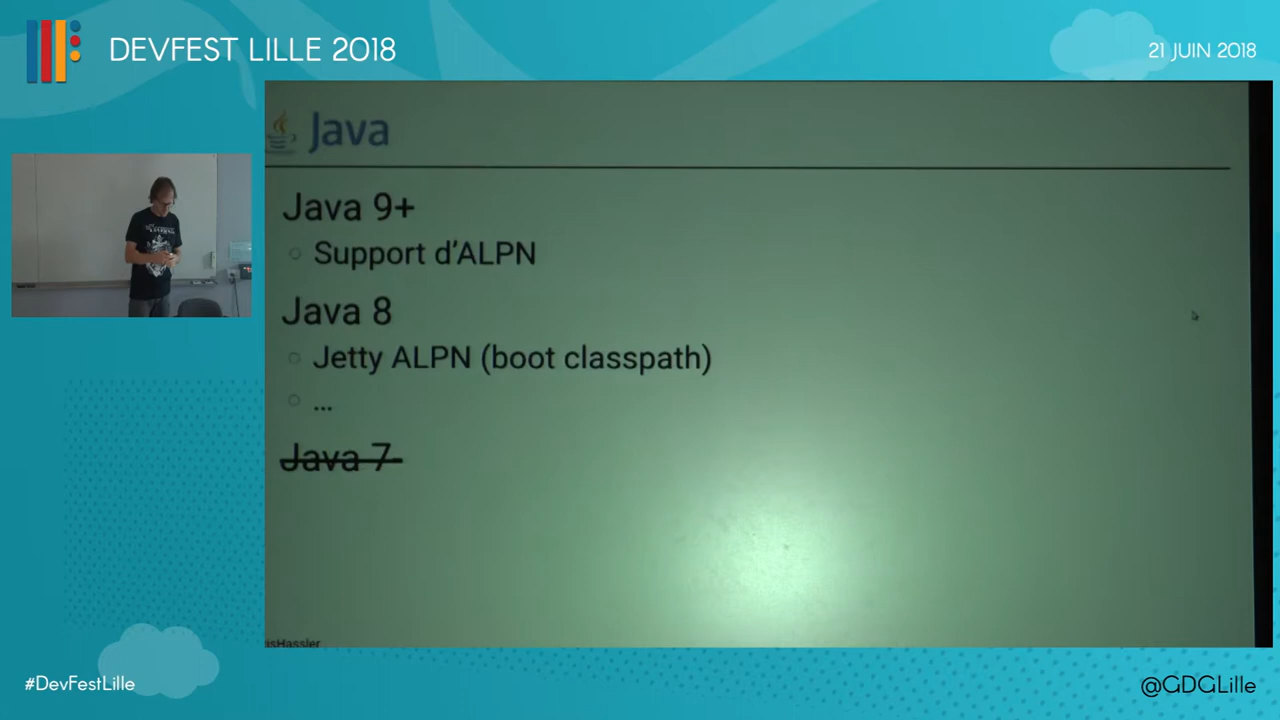 DEVFEST LILLE 2018
21 JUIN 2018
Java
Java 9+
Support d'ALPN
Java 8
Jetty ALPN (boot classpath)
...
Java 7-
isHassler
#DevFestLille
@GDGLille